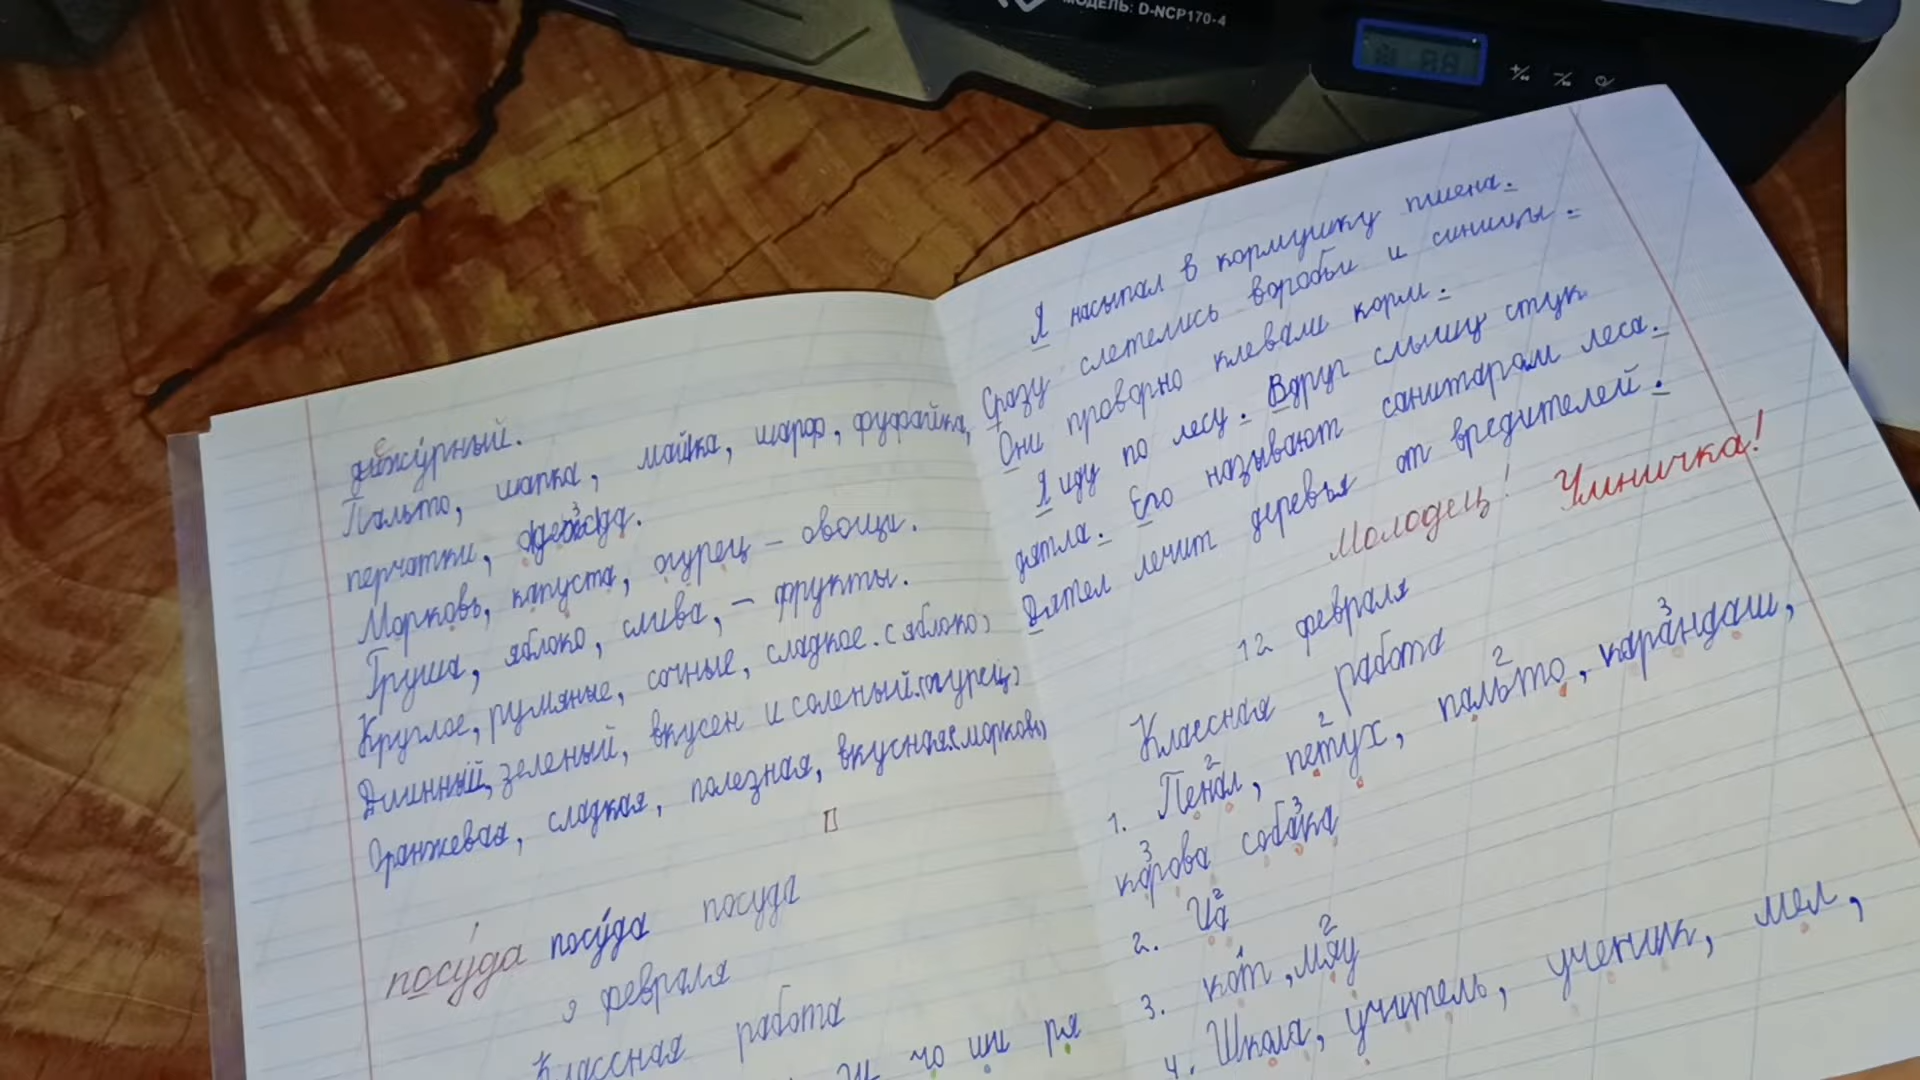 МОДЕЛЬ: D-NCP170-4
дежурный.
Пальто, шапка, майка, шарф, фуфайка,
перчатки,
Морковь, капуста, огурец – овощи.
Груша, яблоко, слива, – фрукты.
Круглое, румяные, сочные, сладкое. (яблоко)
Длинный, зеленый, вкусен и соленый. (огурец)
Оранжевая, сладкая, полезная, вкусная. (морковь)
посуда посуда посуда
9 февраля
Классная работа
чо ши ря
Я насыпал в кормушку пшена.
Сразу слетелись воробьи и синицы.
Они проворно клевали корм.
Я иду по лесу. Вдруг слышу стук
дятла. Его называют санитаром леса.
Дятел лечит деревья от вредителей.
Молодец! Умничка!
12 февраля
Классная работа
1. Пенал, петух, пальто, карандаш,
корова собака
2.
3. кот, мяу
4. Школа, учитель, ученик, мел,